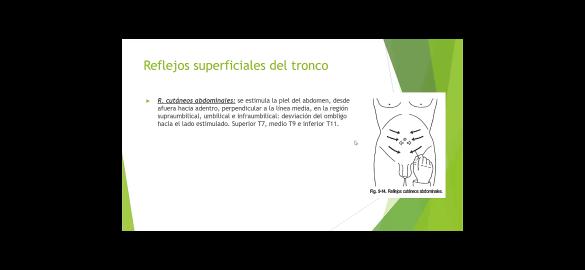 Reflejos superficiales del tronco
R. cutáneos abdominales: se estimula la piel del abdomen, desde
afuera hacia adentro, perpendicular a la línea media, en la región
supraumbilical, umbilical e infraumbilical: desviación del ombligo
hacia el lado estimulado. Superior T7, medio T9 e inferior T11.
Fig. 9-14. Reflejos cutáneos abdominales.